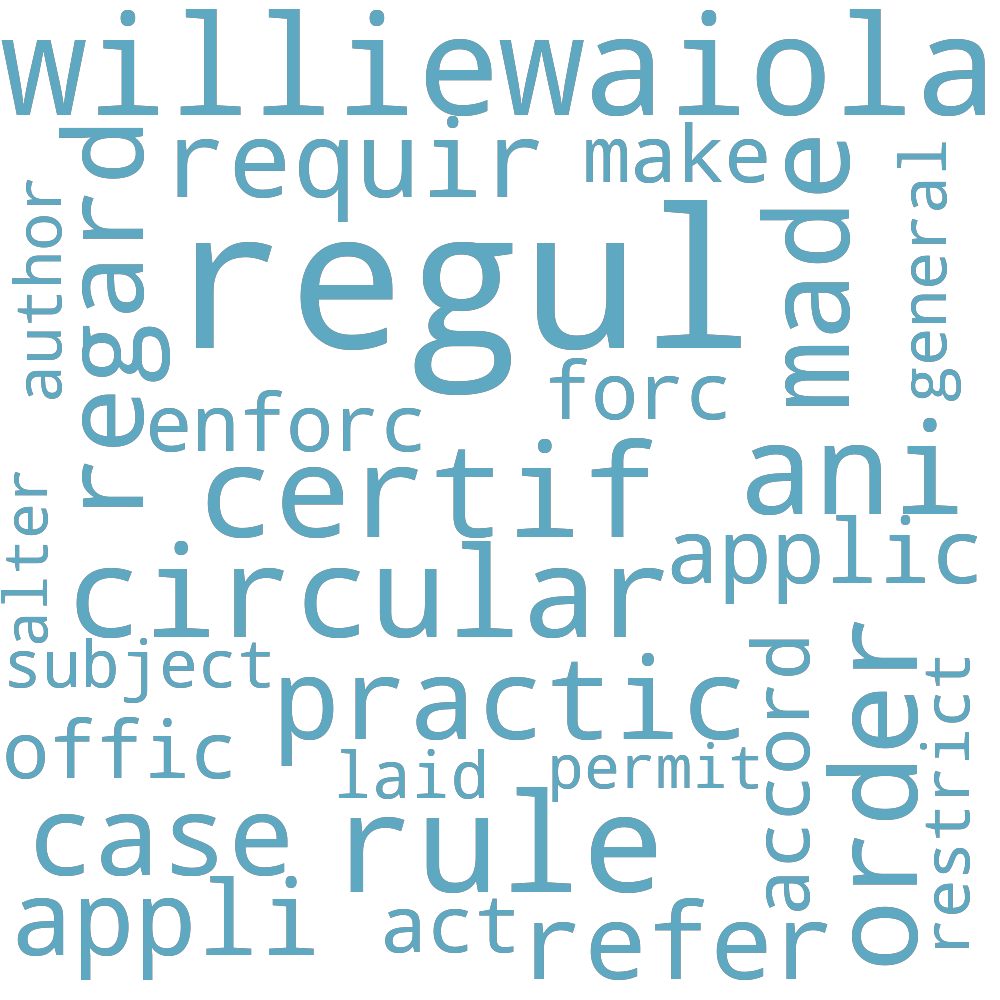 williewaiola
regard
requir
make
made
general
author
regul
enforc
forc
certif
ani
alter
applic
circular
subject
practic
accord
order
restrict
offic
laid
permit
case
rule
appli
act
refer